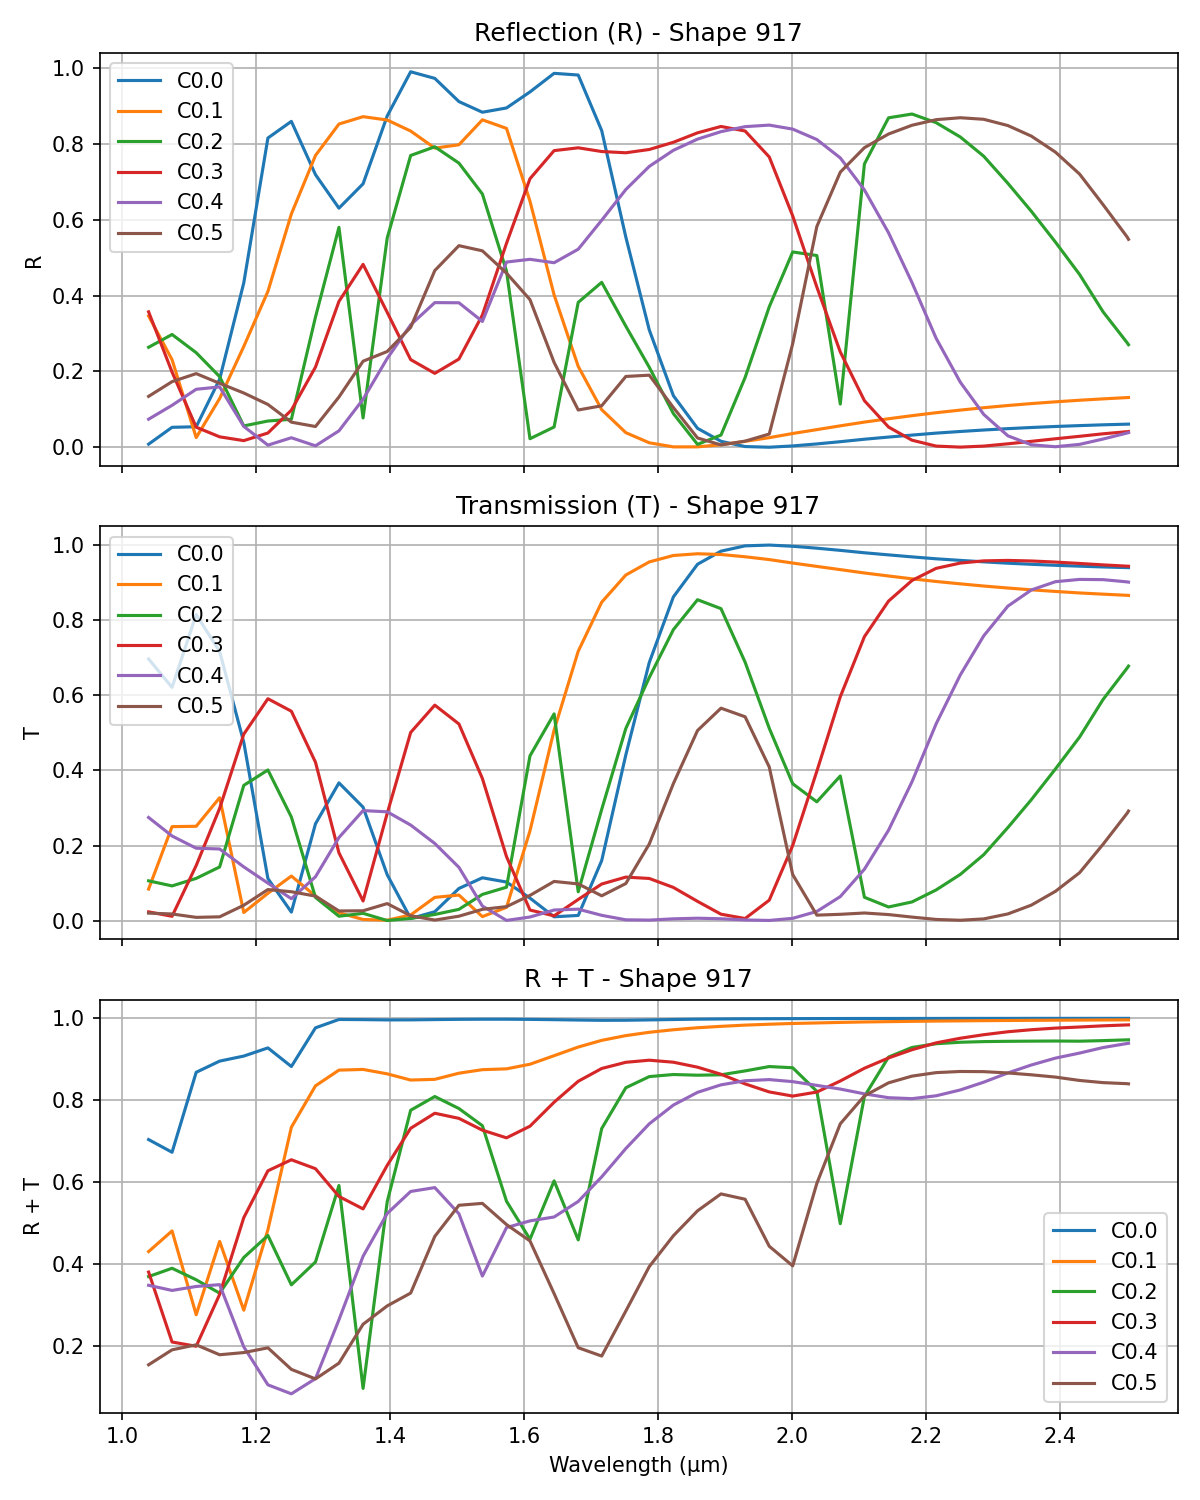 Reflection (R) - Shape 917
1.0
0.8
0.6
0.4
0.2
0.0
R
C0.0
C0.1
C0.2
C0.3
C0.4
C0.5
Transmission (T) - Shape 917
1.0
0.8
0.6
0.4
0.2
0.0
T
C0.0
C0.1
C0.2
C0.3
C0.4
C0.5
R + T - Shape 917
1.0
0.8
0.6
0.4
0.2
R + T
C0.0
C0.1
C0.2
C0.3
C0.4
C0.5
1.0 1.2 1.4 1.6 1.8 2.0 2.2 2.4
Wavelength (μm)